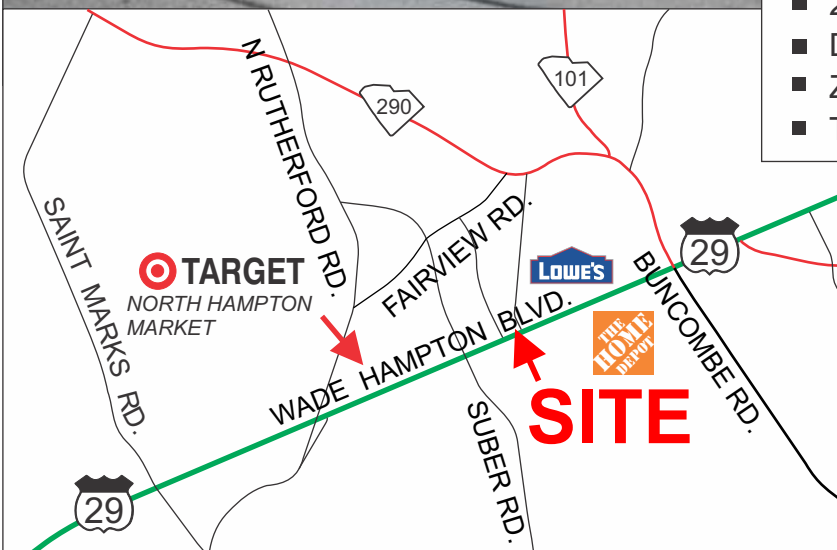 101
290
N RUTHERFORD RD.
SAINT MARKS RD.
FAIRVIEW RD.
29
TARGET
NORTH HAMPTON
MARKET
LOWE'S
BUNCOMBE RD.
THE
HOME
DEPOT
WADE HAMPTON BLVD.
SITE
SUBER RD.
29